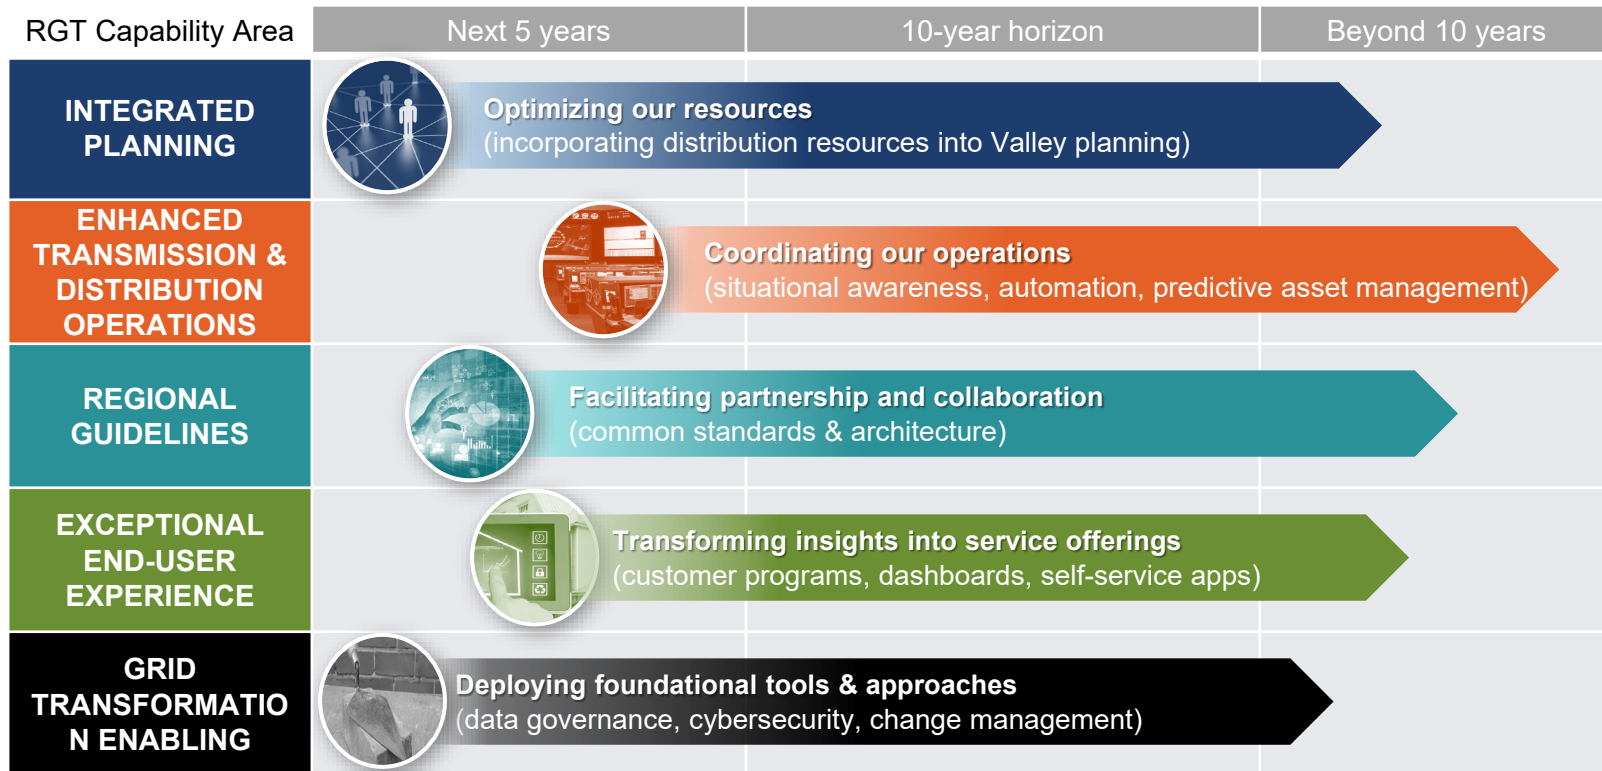 RGT Capability Area
Next 5 years
10-year horizon
Beyond 10 years
INTEGRATED
PLANNING
Optimizing our resources
(incorporating distribution resources into Valley planning)
ENHANCED
TRANSMISSION &
DISTRIBUTION
OPERATIONS
Coordinating our operations
(situational awareness, automation, predictive asset management)
REGIONAL
GUIDELINES
Facilitating partnership and collaboration
(common standards & architecture)
EXCEPTIONAL
END-USER
EXPERIENCE
Transforming insights into service offerings
(customer programs, dashboards, self-service apps)
GRID
TRANSFORMATIO
N ENABLING
Deploying foundational tools & approaches
(data governance, cybersecurity, change management)